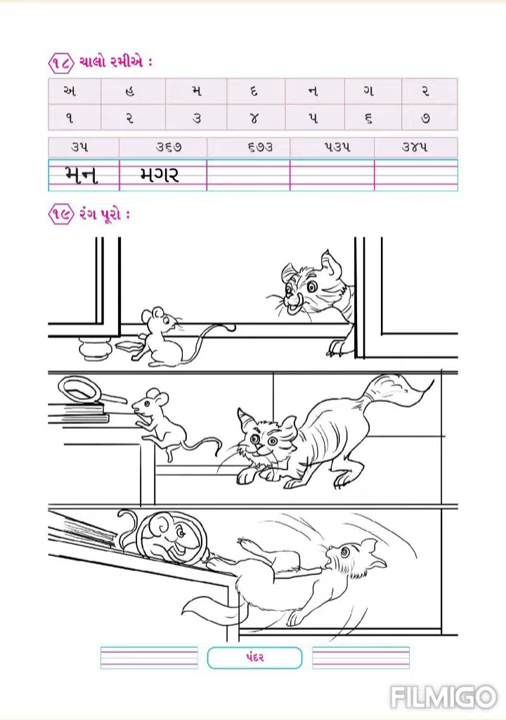 ૧૮ ચાલો રમીએ :
અ હ મ દ ન ગ ર
૧ ૨ ૩ ૪ ૫ ૬ ૭
૩૫ ૩૬૭ ૬૭૩ ૫૩૫ ૩૪૫
મન મગર
૧૯ રંગ પૂરો :
પંદર
FILMIGO